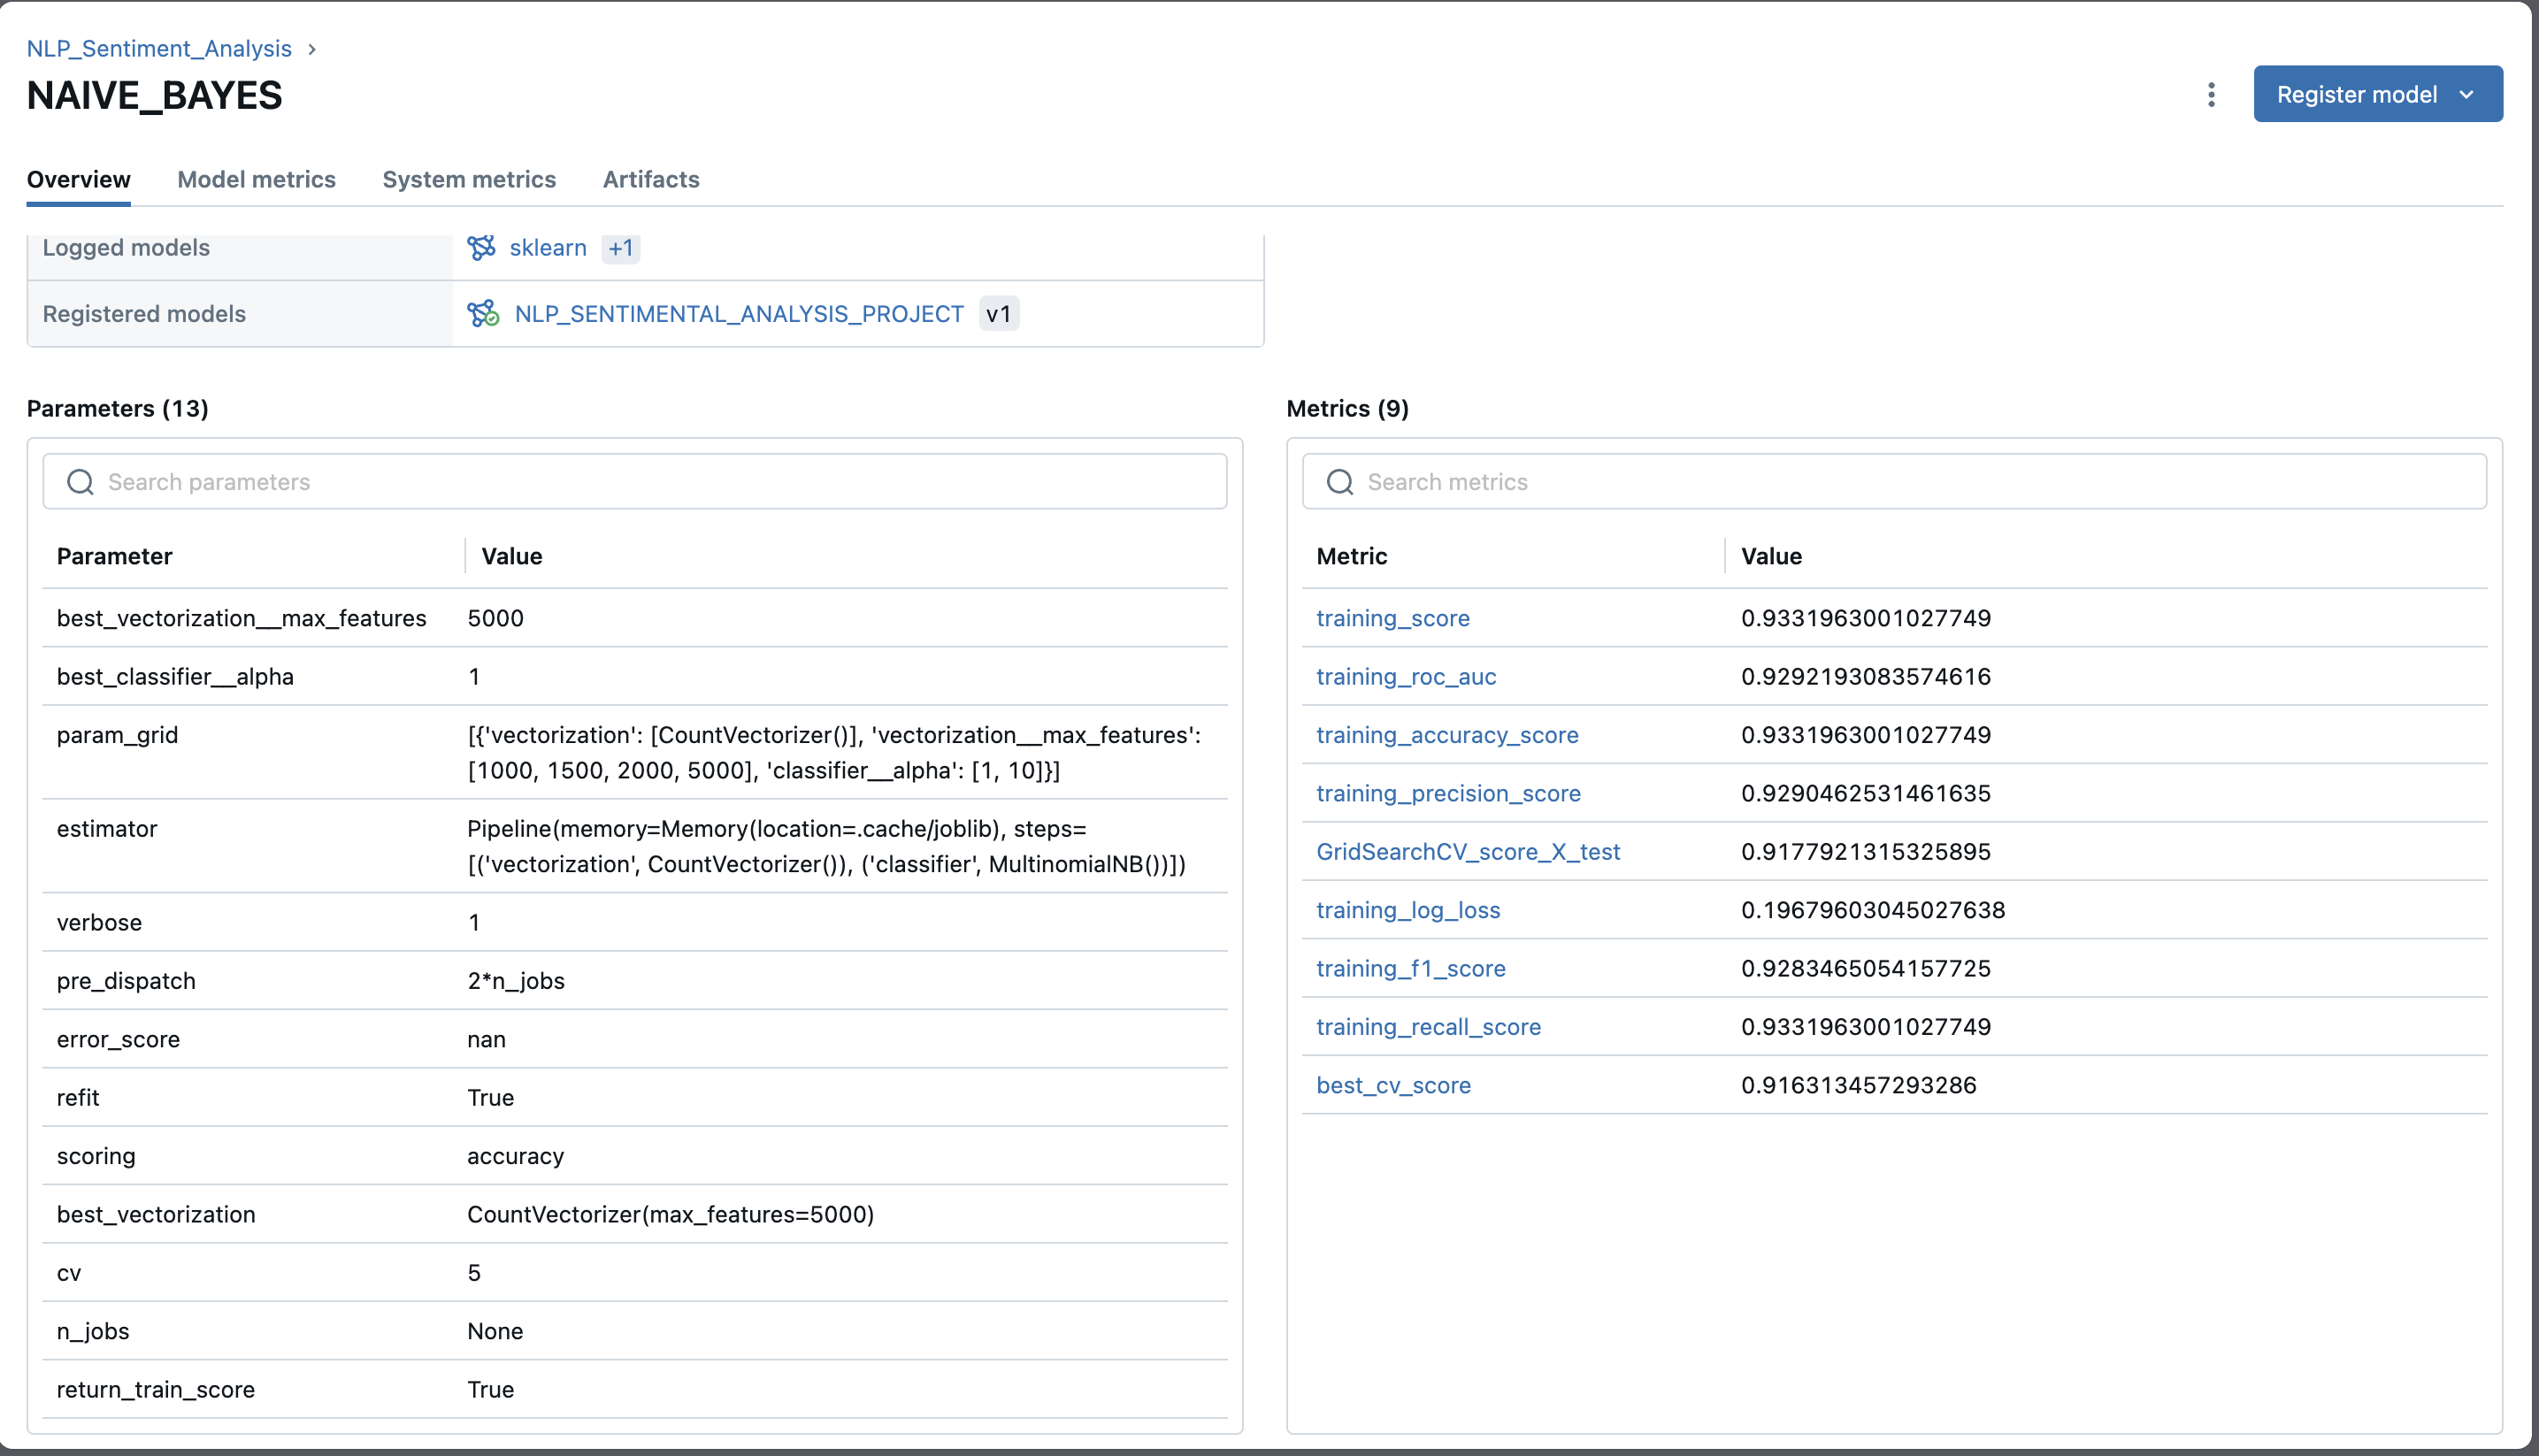 NLP_Sentiment_Analysis
NAIVE_BAYES
Register model
Overview Model metrics System metrics Artifacts
Logged models sklearn +1
Registered models NLP_SENTIMENTAL_ANALYSIS_PROJECT v1
Parameters (13)
Search parameters
Parameter Value
best_vectorization__max_features 5000
best_classifier__alpha 1
param_grid [{'vectorization': [CountVectorizer()], 'vectorization__max_features':
[1000, 1500, 2000, 5000], 'classifier__alpha': [1, 10]}]
estimator Pipeline(memory=Memory(location=.cache/joblib), steps=
[('vectorization', CountVectorizer()), ('classifier', MultinomialNB())])
verbose 1
pre_dispatch 2*n_jobs
error_score nan
refit True
scoring accuracy
best_vectorization CountVectorizer(max_features=5000)
cv 5
n_jobs None
return_train_score True
Metrics (9)
Search metrics
Metric Value
training_score 0.9331963001027749
training_roc_auc 0.9292193083574616
training_accuracy_score 0.9331963001027749
training_precision_score 0.9290462531461635
GridSearchCV_score_X_test 0.9177921315325895
training_log_loss 0.19679603045027638
training_f1_score 0.9283465054157725
training_recall_score 0.9331963001027749
best_cv_score 0.916313457293286